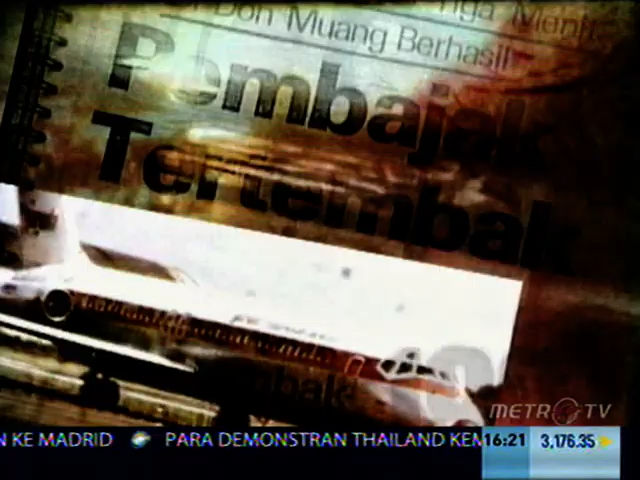 Don Muang Berhasil
Pembajak
Tertembak
METRO TV
N KE MADRID PARA DEMONSTRAN THAILAND KEM 16:21 3,176.35